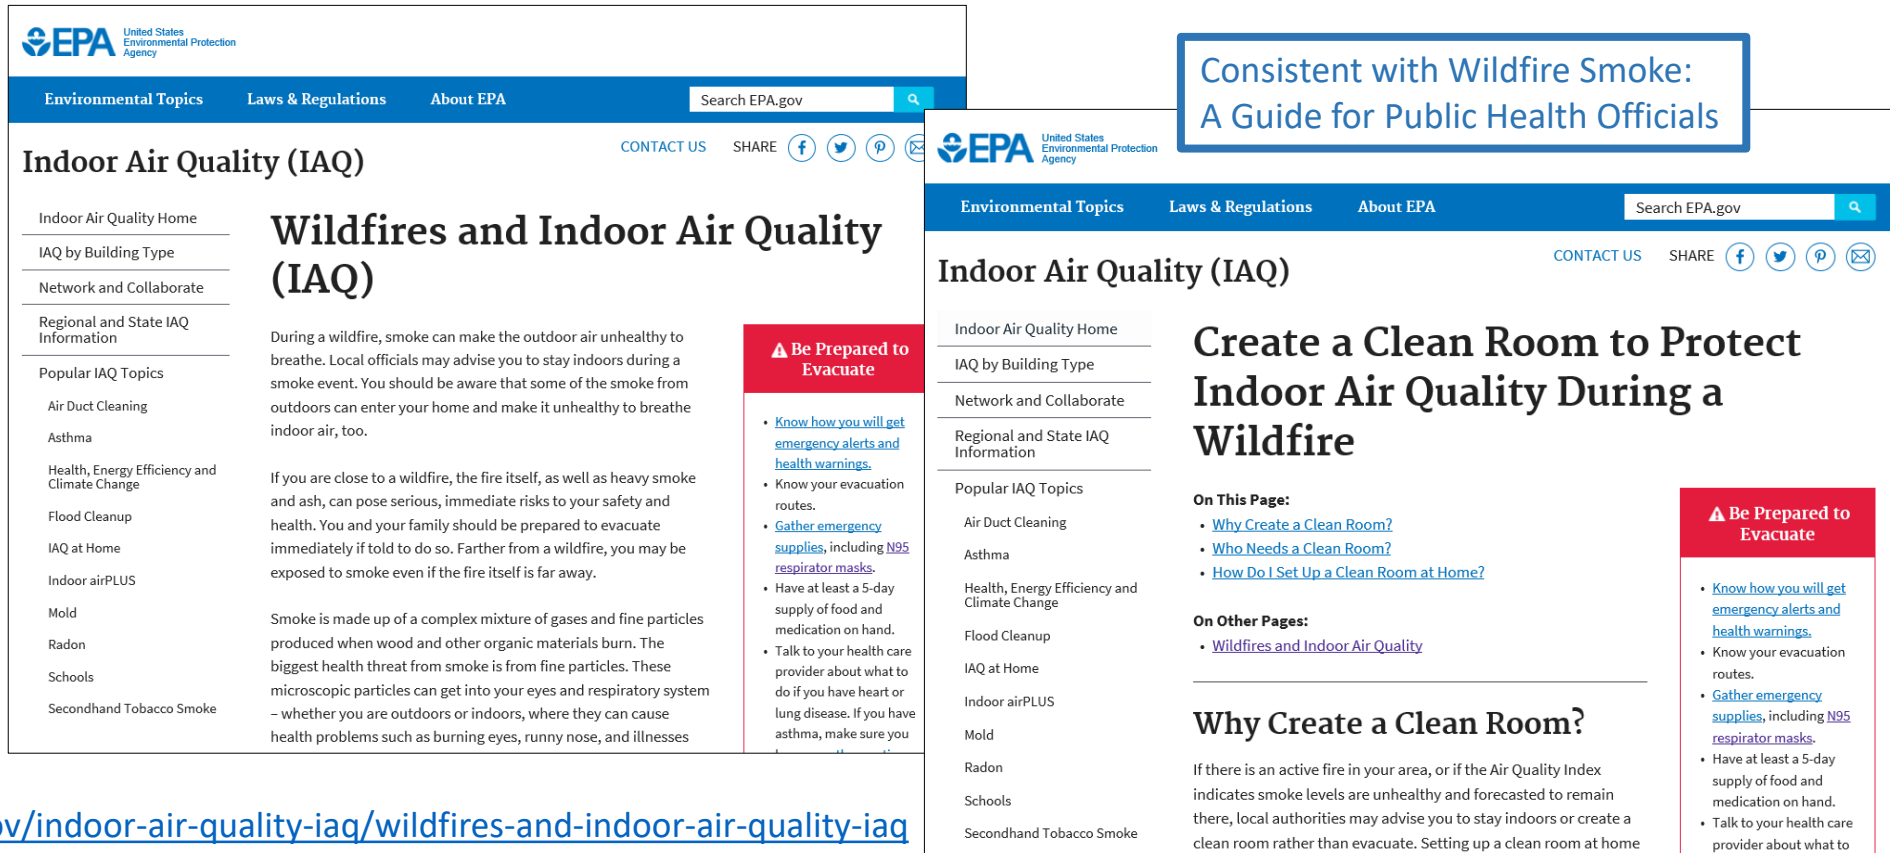 EPA United States
Environmental Protection
Agency
Environmental Topics Laws & Regulations About EPA Search EPA.gov
CONTACT US SHARE
Indoor Air Quality (IAQ)
Indoor Air Quality Home
IAQ by Building Type
Network and Collaborate
Regional and State IAQ
Information
Popular IAQ Topics
Air Duct Cleaning
Asthma
Health, Energy Efficiency and
Climate Change
Flood Cleanup
IAQ at Home
Indoor airPLUS
Mold
Radon
Schools
Secondhand Tobacco Smoke
Wildfires and Indoor Air Quality
(IAQ)
During a wildfire, smoke can make the outdoor air unhealthy to
breathe. Local officials may advise you to stay indoors during a
smoke event. You should be aware that some of the smoke from
outdoors can enter your home and make it unhealthy to breathe
indoor air, too.
If you are close to a wildfire, the fire itself, as well as heavy smoke
and ash, can pose serious, immediate risks to your safety and
health. You and your family should be prepared to evacuate
immediately if told to do so. Farther from a wildfire, you may be
exposed to smoke even if the fire itself is far away.
Smoke is made up of a complex mixture of gases and fine particles
produced when wood and other organic materials burn. The
biggest health threat from smoke is from fine particles. These
microscopic particles can get into your eyes and respiratory system
– whether you are outdoors or indoors, where they can cause
health problems such as burning eyes, runny nose, and illnesses
Be Prepared to
Evacuate
• Know how you will get
emergency alerts and
health warnings.
• Know your evacuation
routes.
• Gather emergency
supplies, including N95
respirator masks.
• Have at least a 5-day
supply of food and
medication on hand.
• Talk to your health care
provider about what to
do if you have heart or
lung disease. If you have
asthma, make sure you
ov/indoor-air-quality-iaq/wildfires-and-indoor-air-quality-iaq
Consistent with Wildfire Smoke:
A Guide for Public Health Officials
EPA United States
Environmental Protection
Agency
Environmental Topics Laws & Regulations About EPA Search EPA.gov
CONTACT US SHARE
Indoor Air Quality (IAQ)
Indoor Air Quality Home
IAQ by Building Type
Network and Collaborate
Regional and State IAQ
Information
Popular IAQ Topics
Air Duct Cleaning
Asthma
Health, Energy Efficiency and
Climate Change
Flood Cleanup
IAQ at Home
Indoor airPLUS
Mold
Radon
Schools
Secondhand Tobacco Smoke
Create a Clean Room to Protect
Indoor Air Quality During a
Wildfire
On This Page:
• Why Create a Clean Room?
• Who Needs a Clean Room?
• How Do I Set Up a Clean Room at Home?
On Other Pages:
• Wildfires and Indoor Air Quality
Why Create a Clean Room?
If there is an active fire in your area, or if the Air Quality Index
indicates smoke levels are unhealthy and forecasted to remain
there, local authorities may advise you to stay indoors or create a
clean room rather than evacuate. Setting up a clean room at home
Be Prepared to
Evacuate
• Know how you will get
emergency alerts and
health warnings.
• Know your evacuation
routes.
• Gather emergency
supplies, including N95
respirator masks.
• Have at least a 5-day
supply of food and
medication on hand.
• Talk to your health care
provider about what to